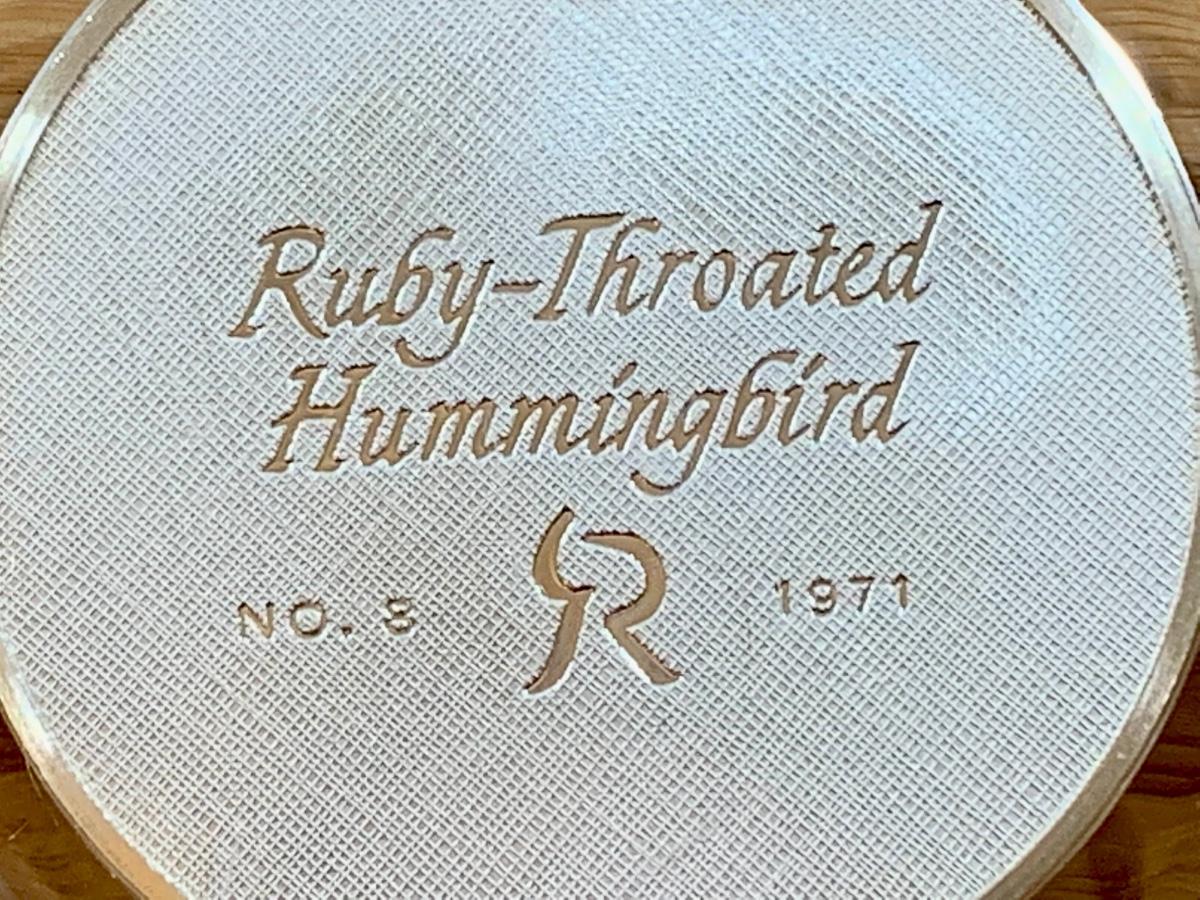 Ruby-Throated
Hummingbird
NO. 8 R 1971